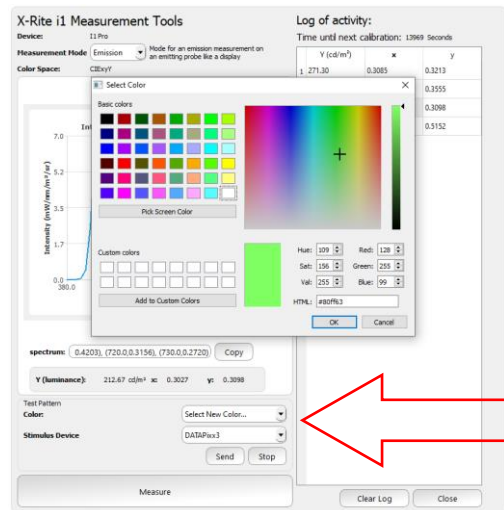 X-Rite i1 Measurement Tools
Device: I1 Pro
Measurement Mode Emission Mode for an emission measurement on
an emitting probe like a display
Color Space: CIExyY
Log of activity:
Time until next calibration: 13969 Seconds
Y (cd/m²) x y
1 271.30 0.3085 0.3213
0.3555
0.3098
0.5152
Select Color
Basic colors
Pick Screen Color
Custom colors
Add to Custom Colors
Hue: 109 Red: 128
Sat: 156 Green: 255
Val: 255 Blue: 99
HTML: #80ff63
OK Cancel
Int
7.0
5.2
3.5
1.7
0.0
380.0
Intensity (mW/nm/m²/sr)
spectrum: 0.4203), (720.0,0.3156), (730.0,0.2720) Copy
Y (luminance): 212.67 cd/m² x: 0.3027 y: 0.3098
Test Pattern
Color: Select New Color...
Stimulus Device DATAPixx3
Send Stop
Measure
Clear Log Close